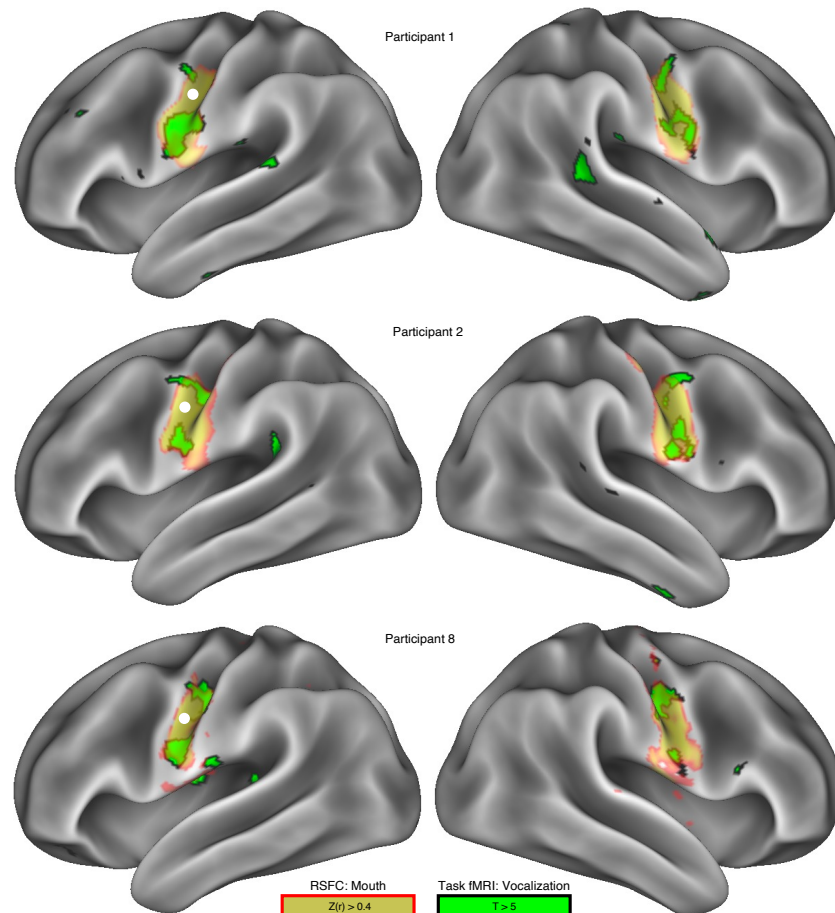 Participant 1
Participant 2
Participant 8
RSFC: Mouth
Task fMRI: Vocalization
Z(r) > 0.4
T > 5